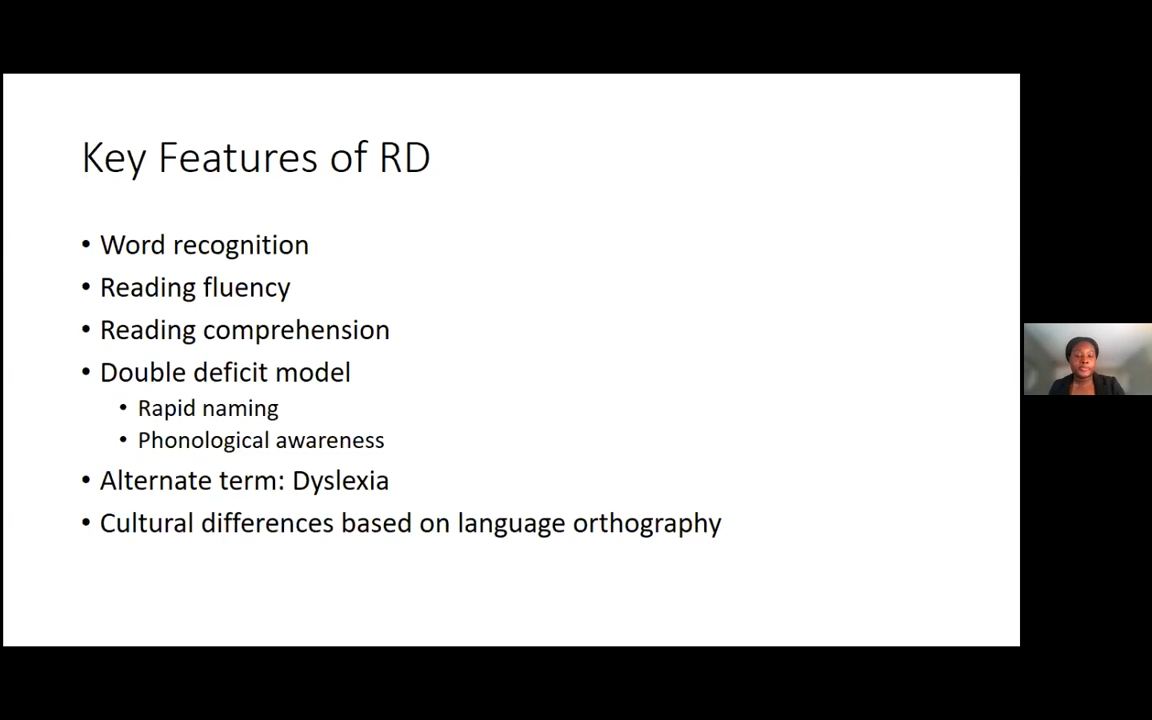 Key Features of RD
• Word recognition
• Reading fluency
• Reading comprehension
• Double deficit model
• Rapid naming
• Phonological awareness
• Alternate term: Dyslexia
• Cultural differences based on language orthography